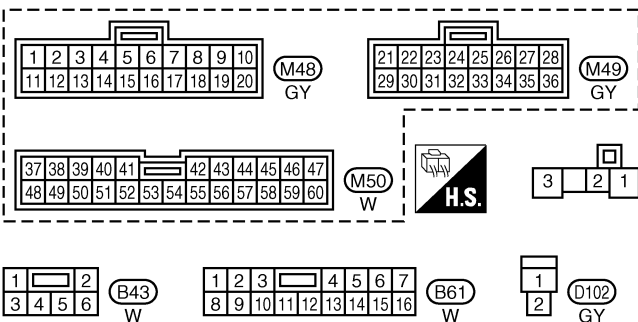 1 2 3 4 5 6 7 8 9 10
11 12 13 14 15 16 17 18 19 20
M48
GY
21 22 23 24 25 26 27 28
29 30 31 32 33 34 35 36
M49
GY
37 38 39 40 41 42 43 44 45 46 47
48 49 50 51 52 53 54 55 56 57 58 59 60
M50
W
H.S.
3 2 1
1 2
3 4 5 6
B43
W
1 2 3 4 5 6 7
8 9 10 11 12 13 14 15 16
B61
W
1
2
D102
GY